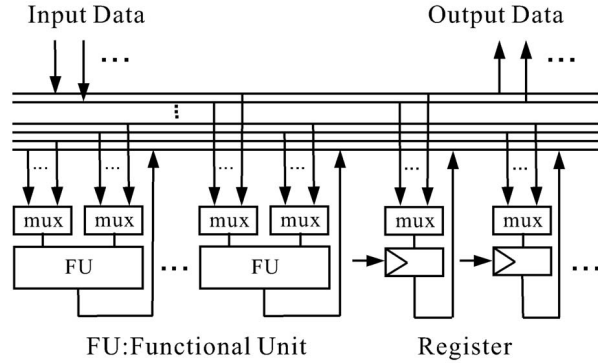 Input Data Output Data
mux mux mux mux mux mux
FU FU
FU:Functional Unit Register